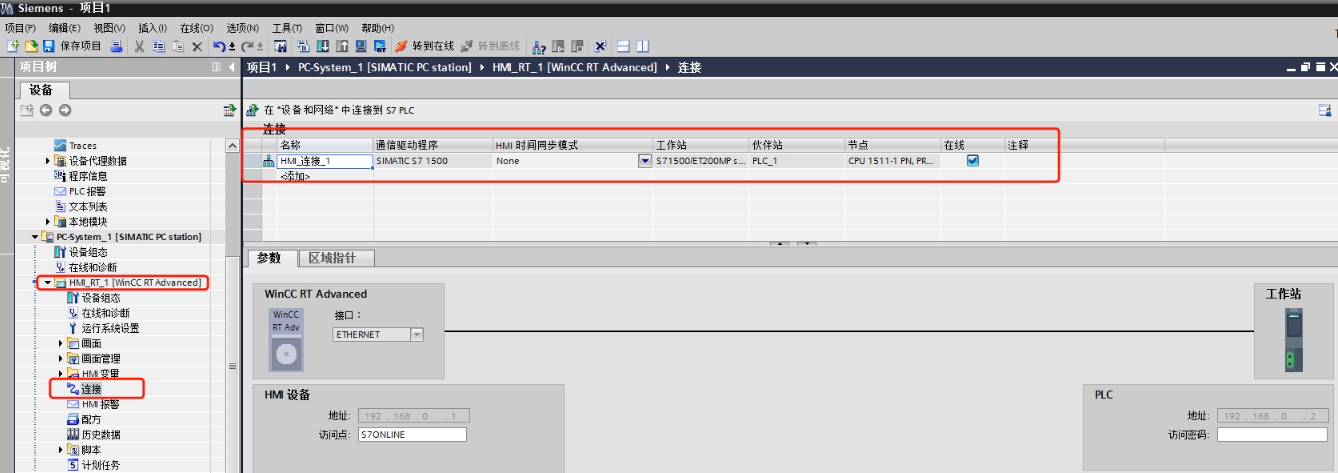 Siemens - 项目1
项目(P) 编辑(E) 视图(V) 插入(I) 在线(O) 选项(N) 工具(T) 窗口(W) 帮助(H)
保存项目 转到在线 转到离线
项目树
项目1 PC-System_1 [SIMATIC PC station] HMI_RT_1 [WinCC RT Advanced] 连接
设备
在 "设备和网络" 中连接到 S7 PLC
连接
名称 通信驱动程序 HMI 时间同步模式 工作站 伙伴站 节点 在线 注释
HMI_连接_1 SIMATIC S7 1500 None S71500/ET200MP s... PLC_1 CPU 1511-1 PN, PR...
<添加>
可视化
Traces
设备代理数据
程序信息
PLC 报警
文本列表
本地模块
PC-System_1 [SIMATIC PC station]
设备组态
在线和诊断
HMI_RT_1 [WinCC RT Advanced]
设备组态
在线和诊断
运行系统设置
画面
画面管理
HMI 变量
连接
HMI 报警
配方
历史数据
脚本
计划任务
参数 区域指针
WinCC RT Advanced
WinCC
RT Adv
接口：
ETHERNET
工作站
HMI 设备
地址: 192 . 168 . 0 . 1
访问点: S7ONLINE
PLC
地址: 192 . 168 . 0 . 2
访问密码: